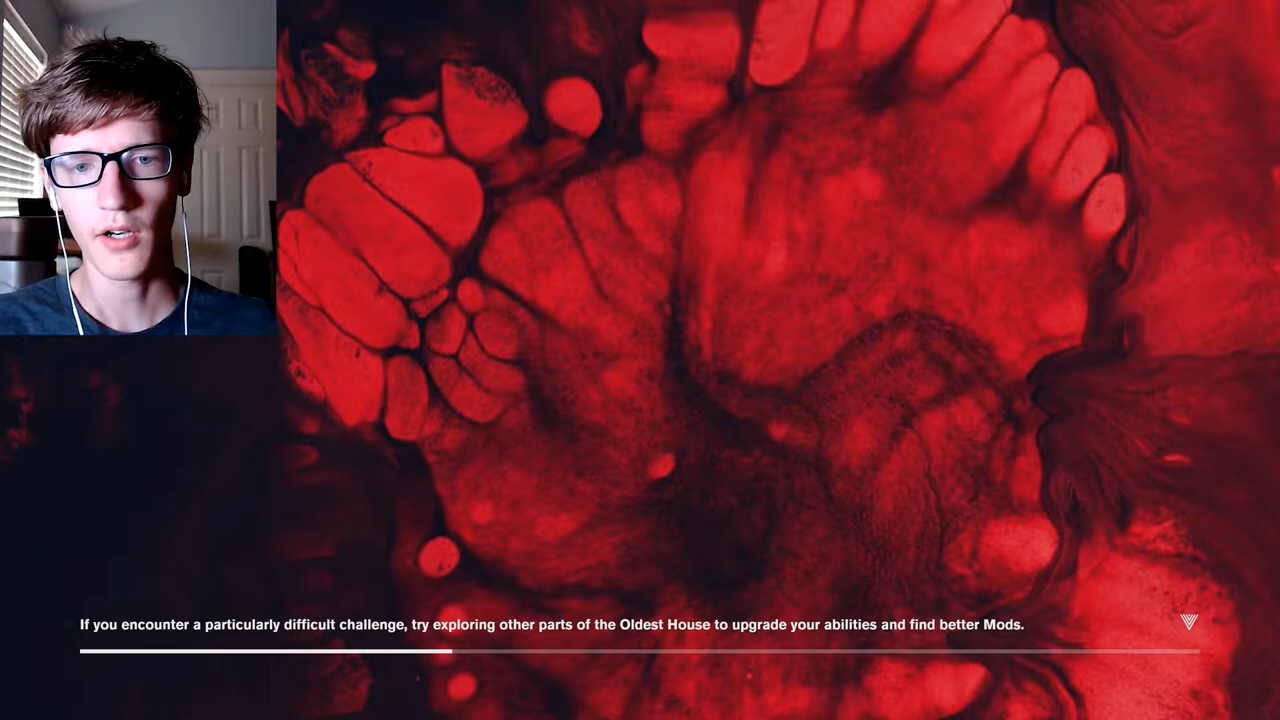 If you encounter a particularly difficult challenge, try exploring other parts of the Oldest House to upgrade your abilities and find better Mods.